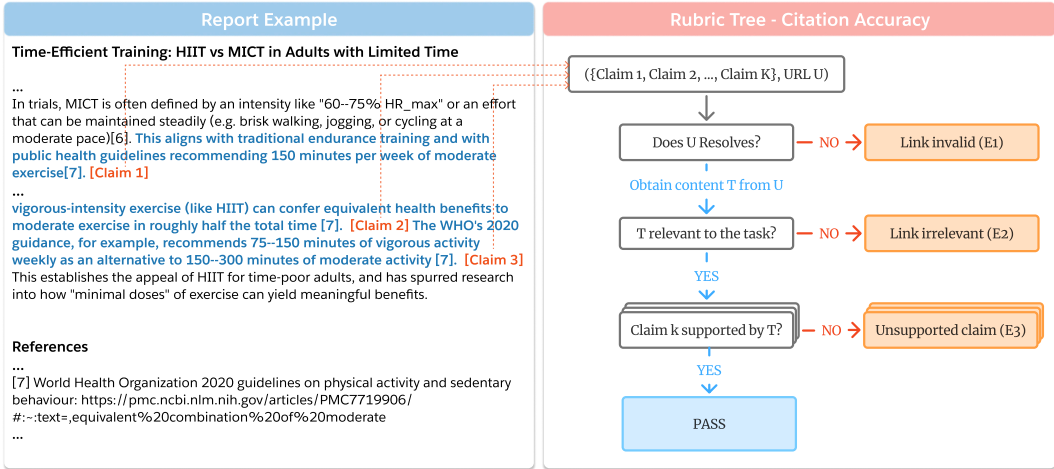 Report Example
Time-Efficient Training: HIIT vs MICT in Adults with Limited Time
...
In trials, MICT is often defined by an intensity like "60--75% HR_max" or an effort
that can be maintained steadily (e.g. brisk walking, jogging, or cycling at a
moderate pace)[6]. This aligns with traditional endurance training and with
public health guidelines recommending 150 minutes per week of moderate
exercise[7]. [Claim 1]
...
vigorous-intensity exercise (like HIIT) can confer equivalent health benefits to
moderate exercise in roughly half the total time [7]. [Claim 2] The WHO's 2020
guidance, for example, recommends 75--150 minutes of vigorous activity
weekly as an alternative to 150--300 minutes of moderate activity [7]. [Claim 3]
This establishes the appeal of HIIT for time-poor adults, and has spurred research
into how "minimal doses" of exercise can yield meaningful benefits.
References
...
[7] World Health Organization 2020 guidelines on physical activity and sedentary
behaviour: https://pmc.ncbi.nlm.nih.gov/articles/PMC7719906/
#:~:text=,equivalent%20combination%20of%20moderate
...
Rubric Tree - Citation Accuracy
({Claim 1, Claim 2, ..., Claim K}, URL U)
Does U Resolves?
NO
Link invalid (E1)
Obtain content T from U
T relevant to the task?
NO
Link irrelevant (E2)
YES
Claim k supported by T?
NO
Unsupported claim (E3)
YES
PASS